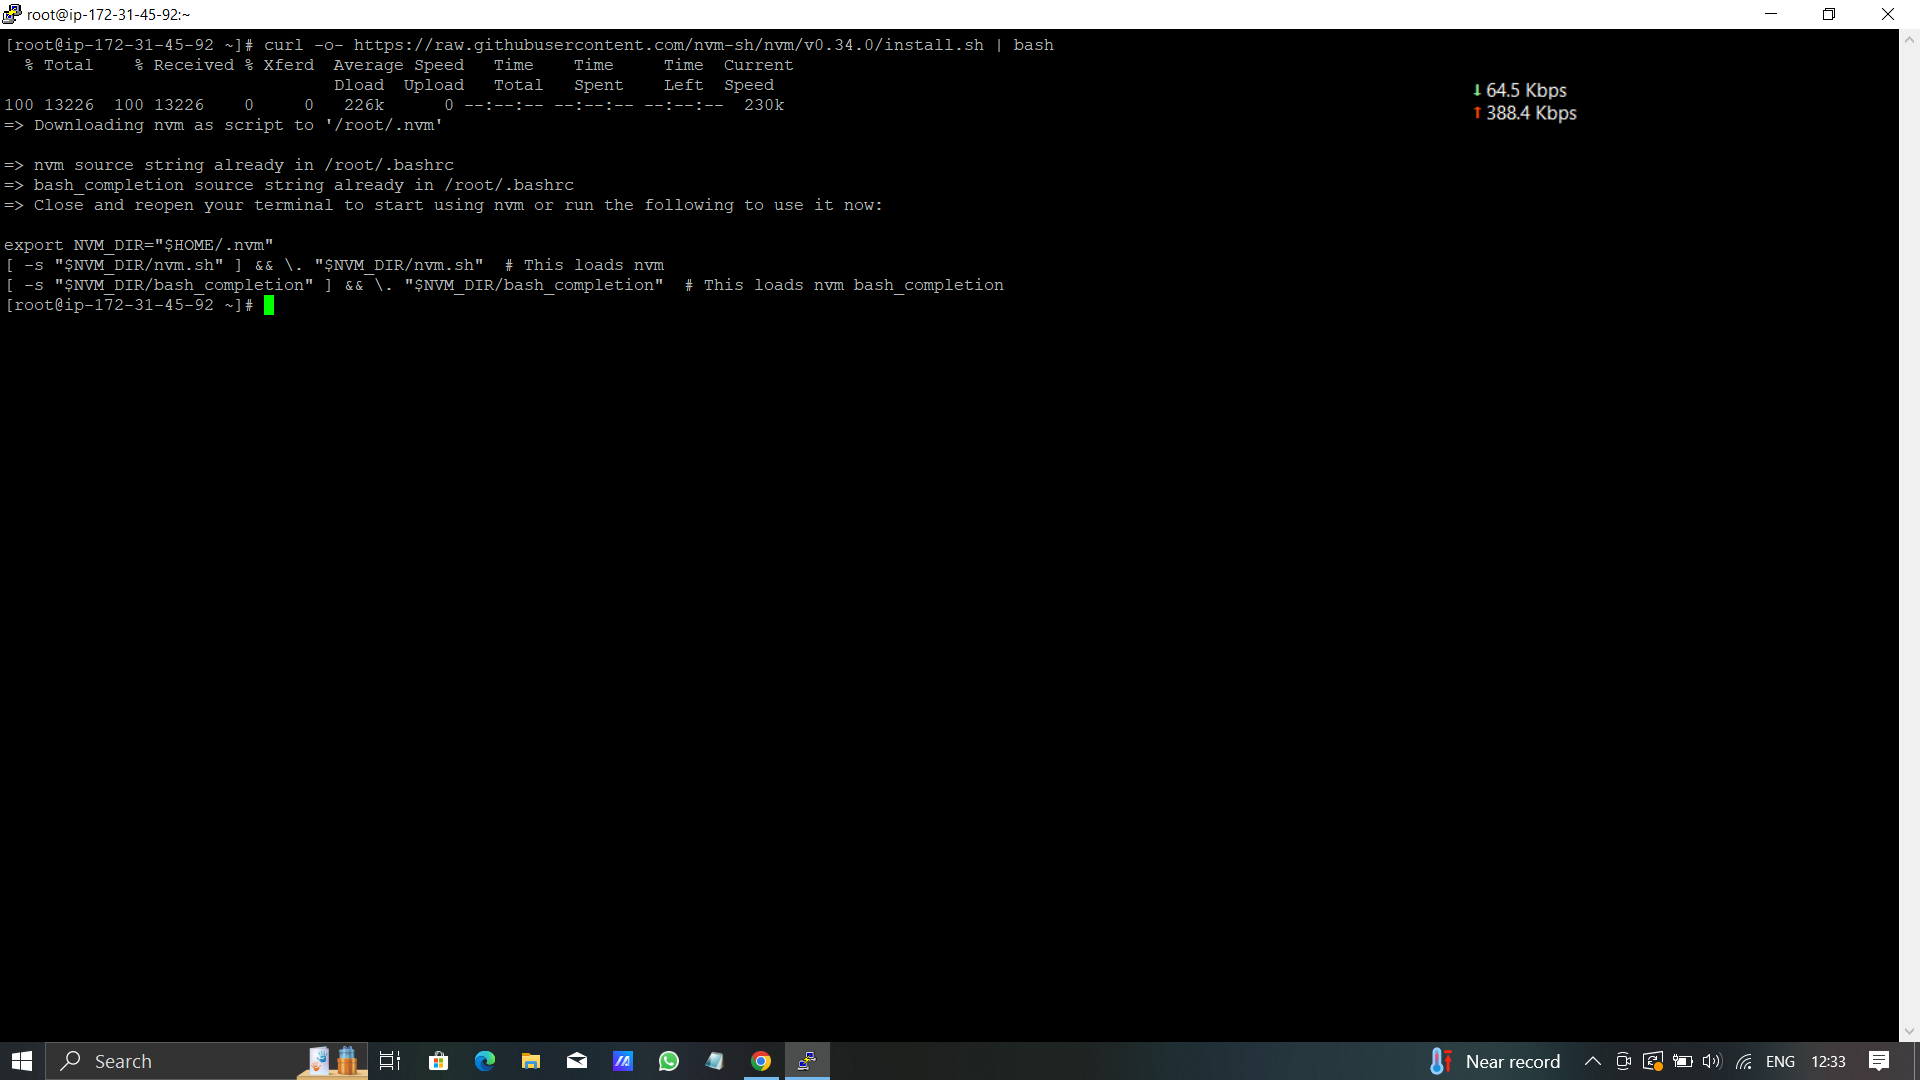 root@ip-172-31-45-92:~
[root@ip-172-31-45-92 ~]# curl -o- https://raw.githubusercontent.com/nvm-sh/nvm/v0.34.0/install.sh | bash
  % Total    % Received % Xferd  Average Speed   Time    Time     Time  Current
                                 Dload  Upload   Total   Spent    Left  Speed
100 13226  100 13226    0     0   226k      0 --:--:-- --:--:-- --:--:--  230k
=> Downloading nvm as script to '/root/.nvm'
=> nvm source string already in /root/.bashrc
=> bash_completion source string already in /root/.bashrc
=> Close and reopen your terminal to start using nvm or run the following to use it now:
export NVM_DIR="$HOME/.nvm"
[ -s "$NVM_DIR/nvm.sh" ] && \. "$NVM_DIR/nvm.sh"  # This loads nvm
[ -s "$NVM_DIR/bash_completion" ] && \. "$NVM_DIR/bash_completion"  # This loads nvm bash_completion
[root@ip-172-31-45-92 ~]#
↓ 64.5 Kbps
↑ 388.4 Kbps
Search
Near record
ENG
12:33